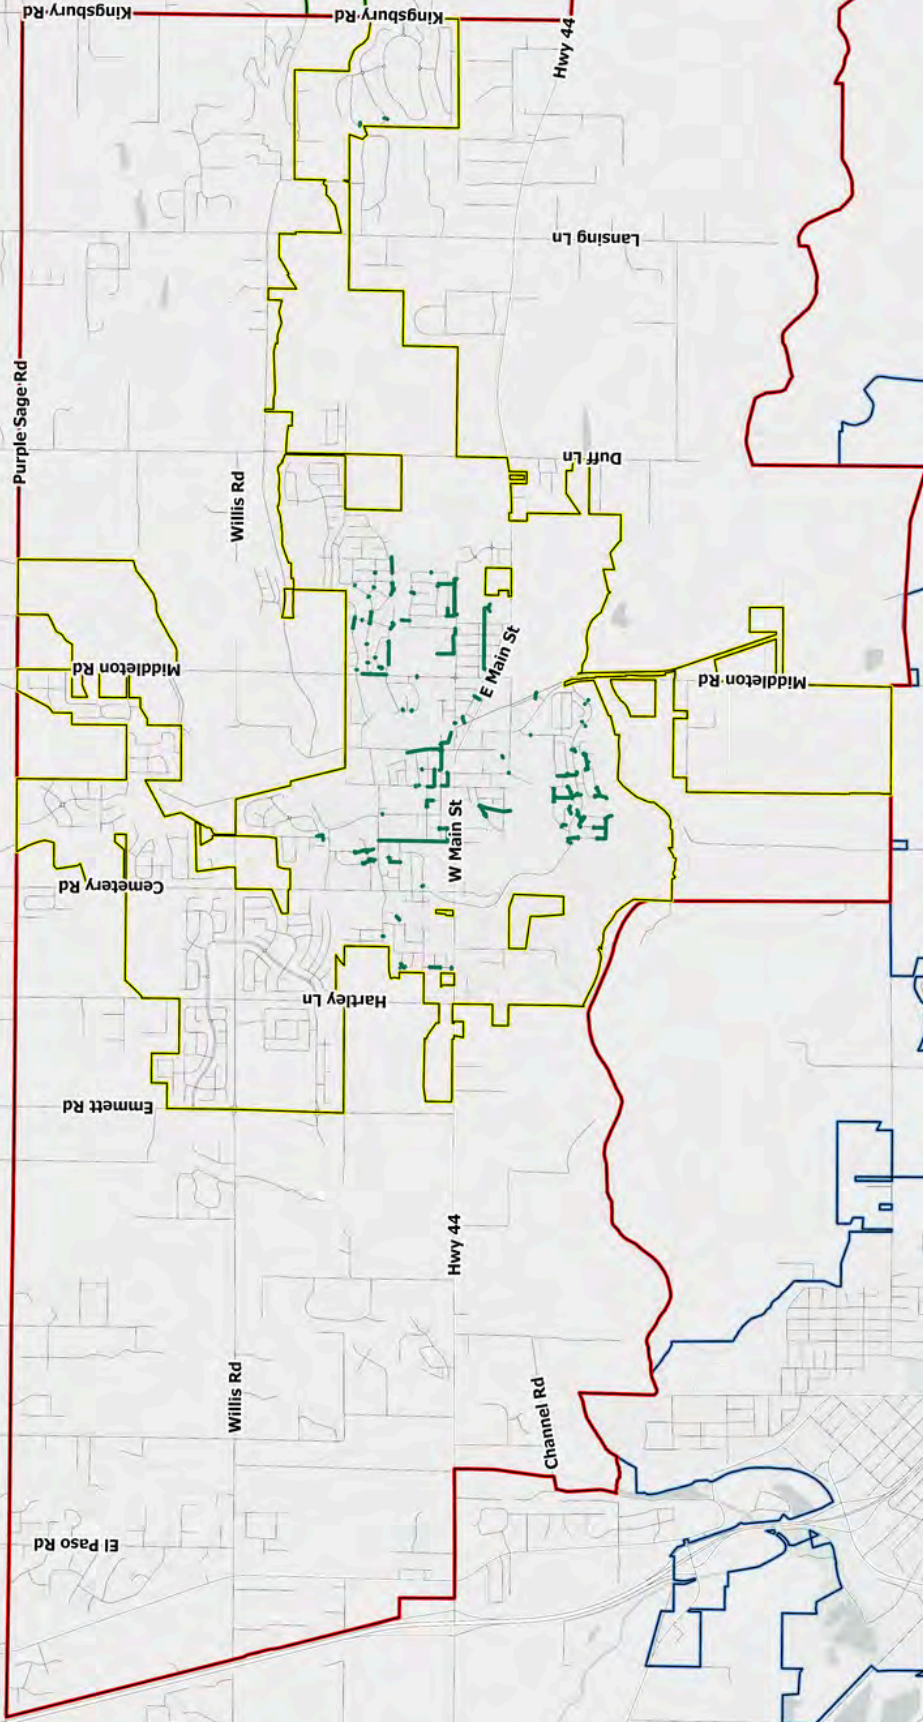 Kingsbury Rd
Kingsbury Rd
Hwy 44
Lansing Ln
Purple Sage Rd
Duff Ln
Willis Rd
Middleton Rd
E Main St
Middleton Rd
W Main St
Cemetery Rd
Hartley Ln
Emmett Rd
Hwy 44
Willis Rd
Channel Rd
El Paso Rd